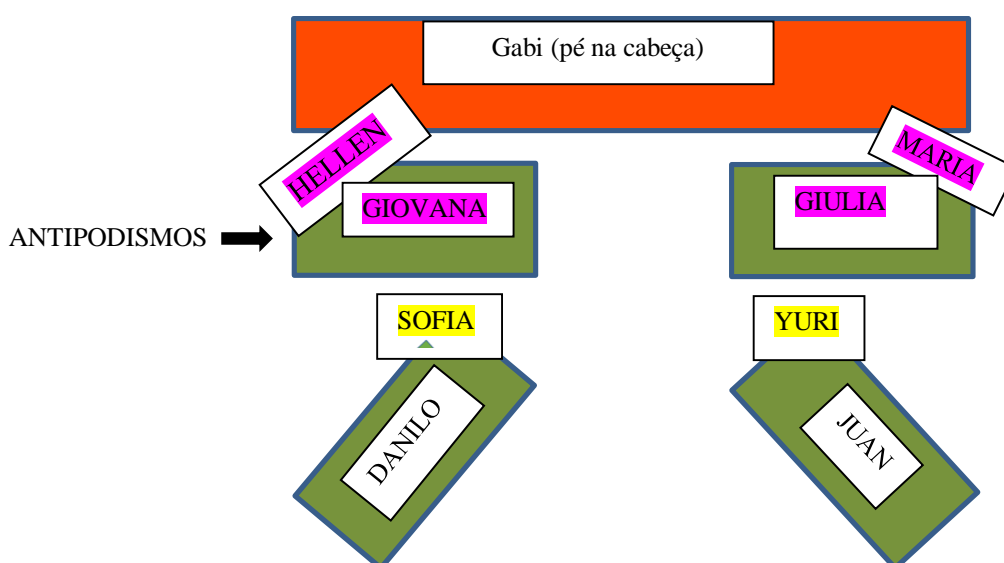 Gabi (pé na cabeça)
HELLEN
MARIA
GIOVANA
GIULIA
ANTIPODISMOS
SOFIA
YURI
DANILO
JUAN